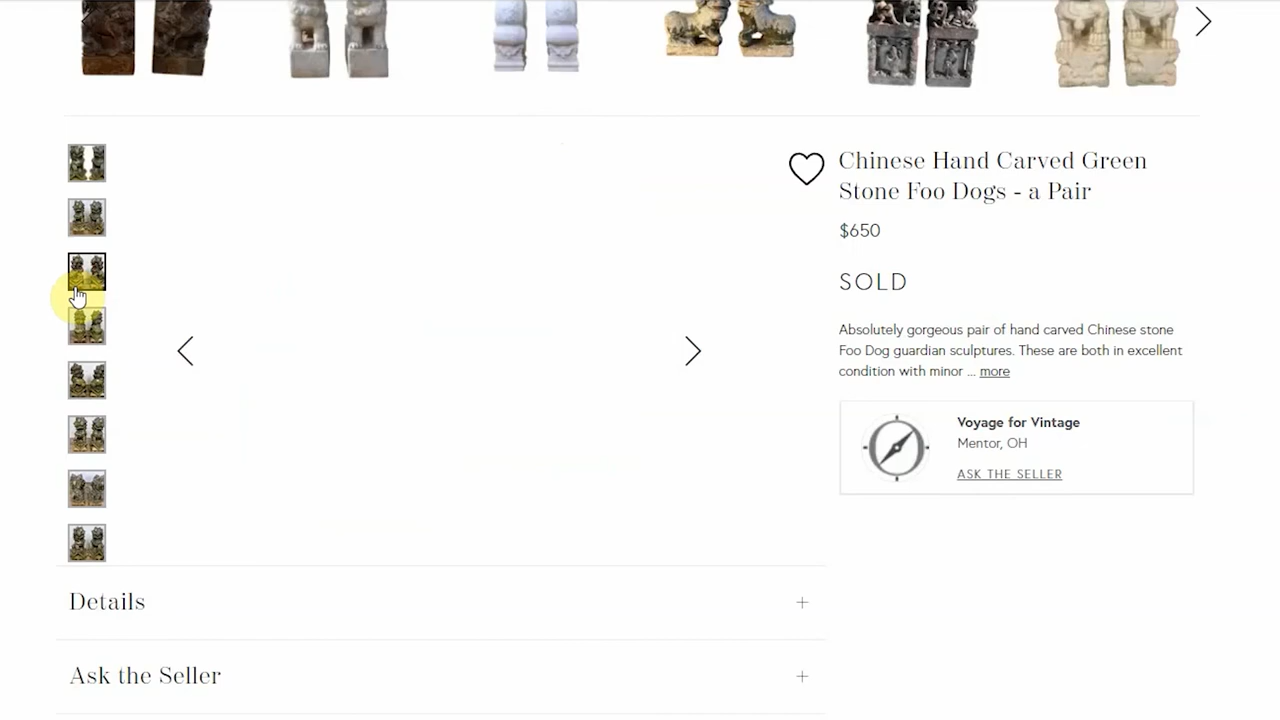 Chinese Hand Carved Green
Stone Foo Dogs - a Pair
$650
SOLD
Absolutely gorgeous pair of hand carved Chinese stone
Foo Dog guardian sculptures. These are both in excellent
condition with minor ... more
Voyage for Vintage
Mentor, OH
ASK THE SELLER
Details
Ask the Seller